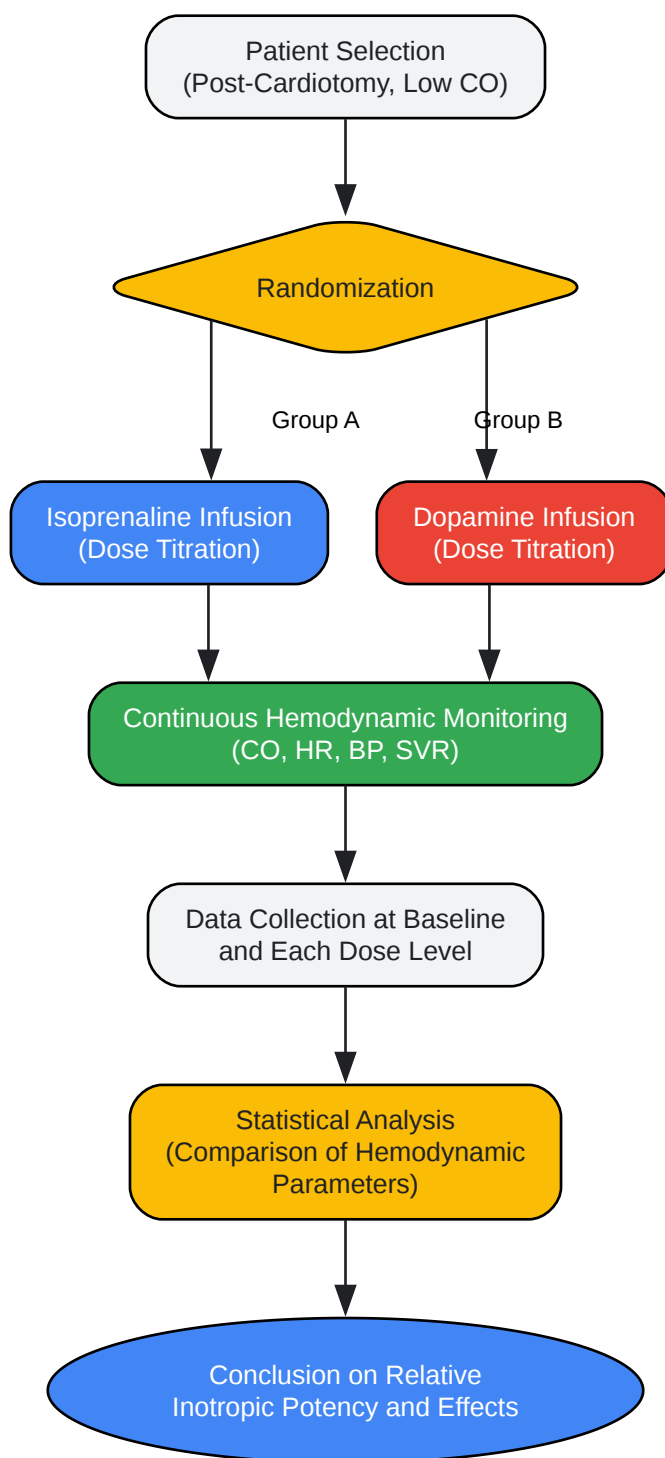 Patient Selection
(Post-Cardiotomy, Low CO)
Randomization
Group A
Group B
Isoprenaline Infusion
(Dose Titration)
Dopamine Infusion
(Dose Titration)
Continuous Hemodynamic Monitoring
(CO, HR, BP, SVR)
Data Collection at Baseline
and Each Dose Level
Statistical Analysis
(Comparison of Hemodynamic
Parameters)
Conclusion on Relative
Inotropic Potency and Effects